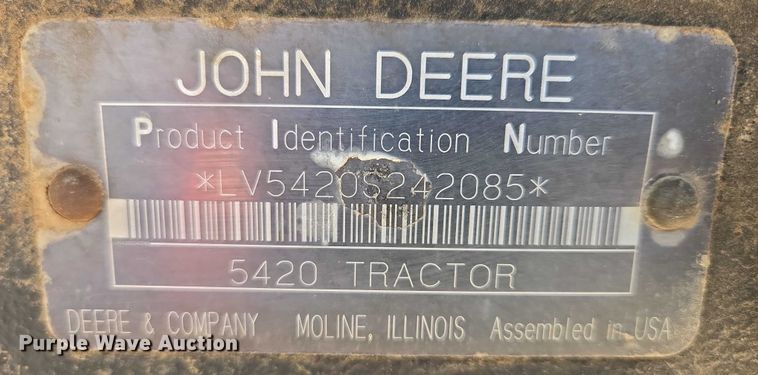 JOHN DEERE
Product Identification Number
*LV5420S242085*
5420 TRACTOR
DEERE & COMPANY MOLINE, ILLINOIS Assembled in USA
Purple Wave Auction